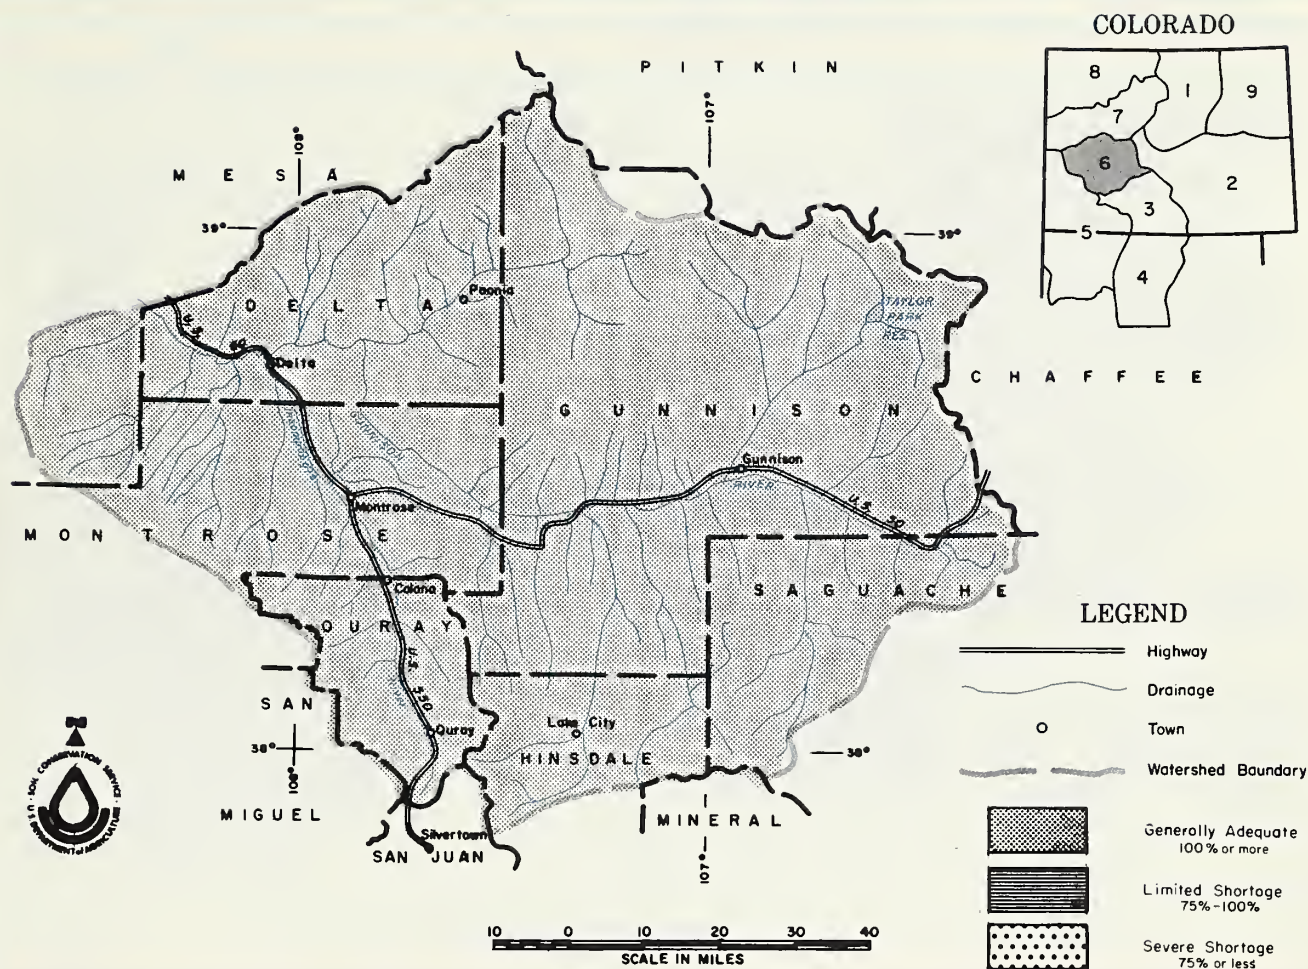 COLORADO
8
1
9
7
6
2
3
5
4
PITKIN
107°
108°
MESA
39°
39°
DELTA
Paonia
TAYLOR
PARK
RES.
U.S. 50
Delta
CHAFFEE
GUNNISON
GUNNISON
Gunnison
RIVER
U.S. 50
Montrose
MONTROSE
Colona
SAGUACHE
OURAY
U.S. 550
SAN
Ouray
Lake City
38°
38°
HINSDALE
108°
MIGUEL
MINERAL
Silvertown
SAN JUAN
107°
LEGEND
Highway
Drainage
Town
Watershed Boundary
Generally Adequate
100% or more
Limited Shortage
75%-100%
Severe Shortage
75% or less
SOIL CONSERVATION SERVICE
U.S. DEPARTMENT of AGRICULTURE
10 0 10 20 30 40
SCALE IN MILES